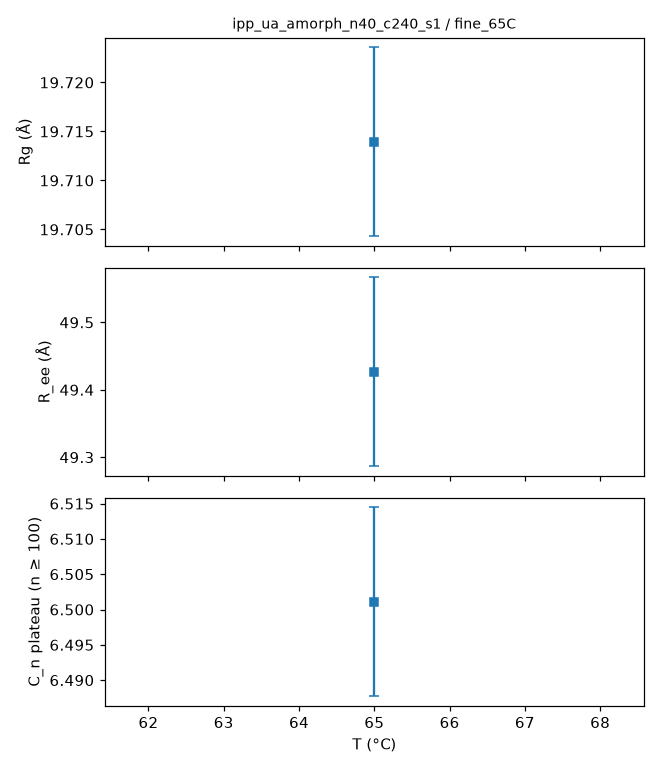 ipp_ua_amorph_n40_c240_s1 / fine_65C
19.720
19.715
19.710
19.705
Rg (Å)
49.5
49.4
49.3
R_ee (Å)
6.515
6.510
6.505
6.500
6.495
6.490
C_n plateau (n ≥ 100)
62 63 64 65 66 67 68
T (°C)